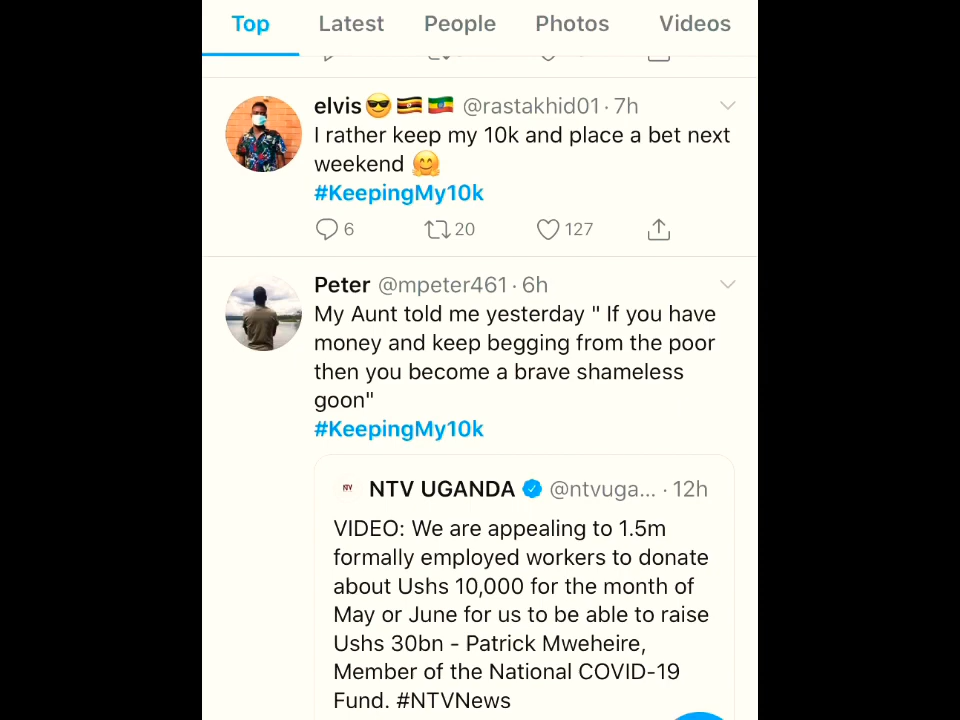 Top Latest People Photos Videos
elvis😎🇺🇬🇪🇹 @rastakhid01 · 7h
I rather keep my 10k and place a bet next
weekend 🤗
#KeepingMy10k
6 20 127
Peter @mpeter461 · 6h
My Aunt told me yesterday " If you have
money and keep begging from the poor
then you become a brave shameless
goon"
#KeepingMy10k
NTV NTV UGANDA @ntvuga... · 12h
VIDEO: We are appealing to 1.5m
formally employed workers to donate
about Ushs 10,000 for the month of
May or June for us to be able to raise
Ushs 30bn - Patrick Mweheire,
Member of the National COVID-19
Fund. #NTVNews